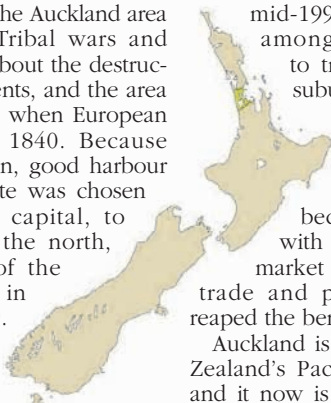 he Auckland area
Tribal wars and
bout the destruc-
ents, and the area
when European
1840. Because
n, good harbour
te was chosen
capital, to
the north,
of the
in
mid-199
among
to tr
subu
bec
with
market
trade and p
reaped the ben
Auckland is
Zealand's Pac
and it now is